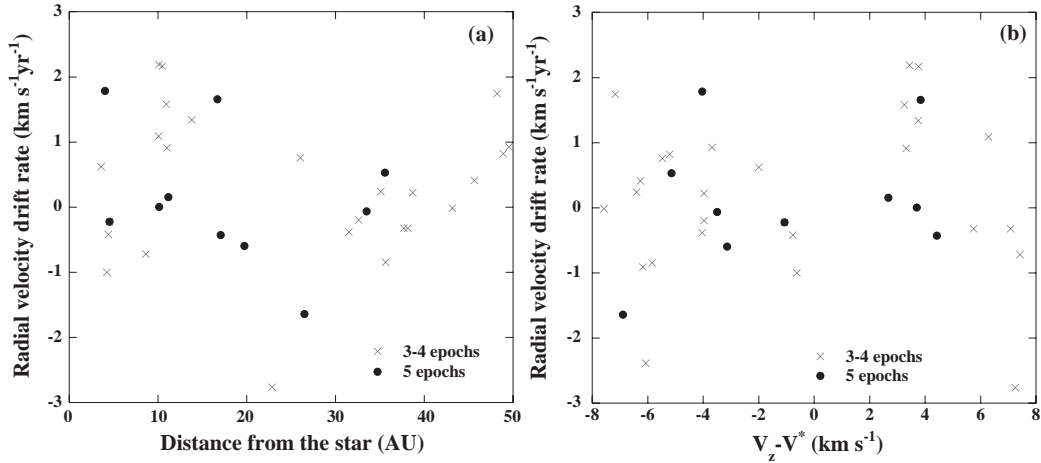 (a)
Radial velocity drift rate (km s⁻¹yr⁻¹)
3
2
1
0
-1
-2
-3
3-4 epochs
5 epochs
0 10 20 30 40 50
Distance from the star (AU)
(b)
Radial velocity drift rate (km s⁻¹yr⁻¹)
3
2
1
0
-1
-2
-3
3-4 epochs
5 epochs
-8 -6 -4 -2 0 2 4 6 8
V_z-V* (km s⁻¹)